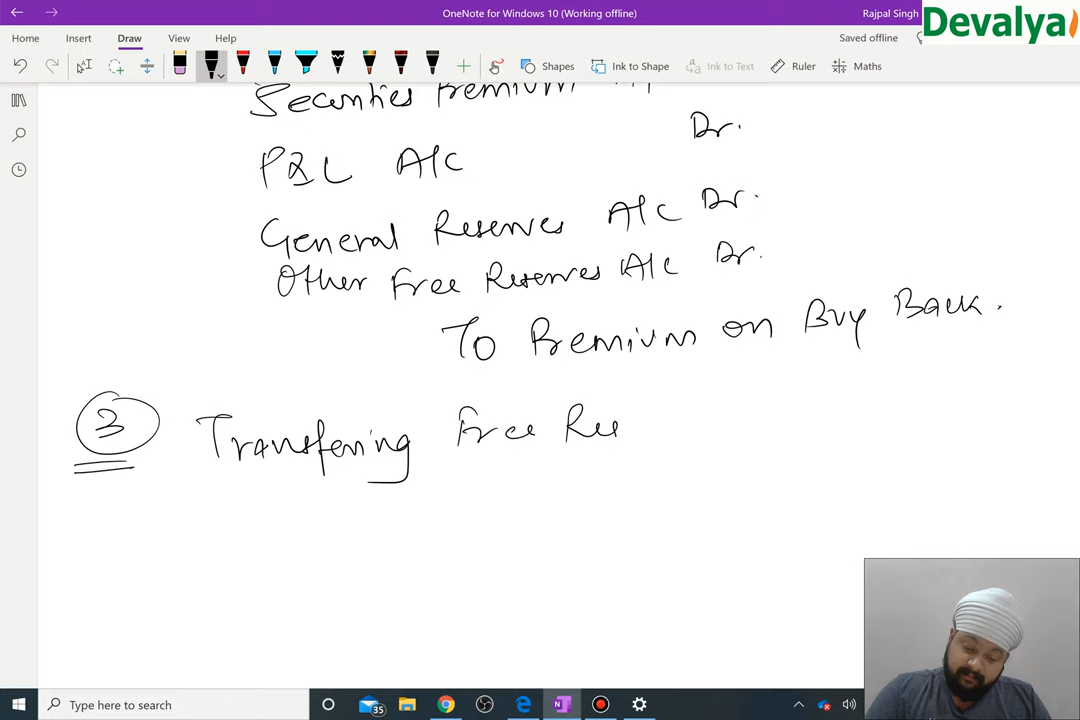 OneNote for Windows 10 (Working offline)
Rajpal Singh
Devalya
Home Insert Draw View Help
Saved offline
Shapes Ink to Shape Ink to Text Ruler Maths
Securities Premium
Dr.
P&L A/c
General Reserves A/c Dr.
Other Free Reserves A/c Dr.
To Premium on Buy Back.
3 Transferring Free Res
Type here to search
35